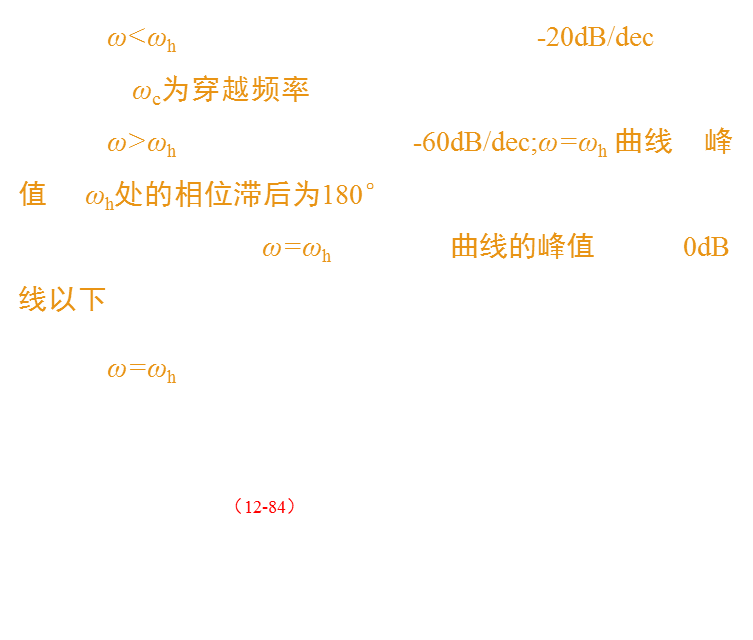 ω<ωh -20dB/dec
ωc为穿越频率
ω>ωh -60dB/dec;ω=ωh 曲线 峰
值 ωh处的相位滞后为180°
ω=ωh 曲线的峰值 0dB
线以下
ω=ωh
（12-84）